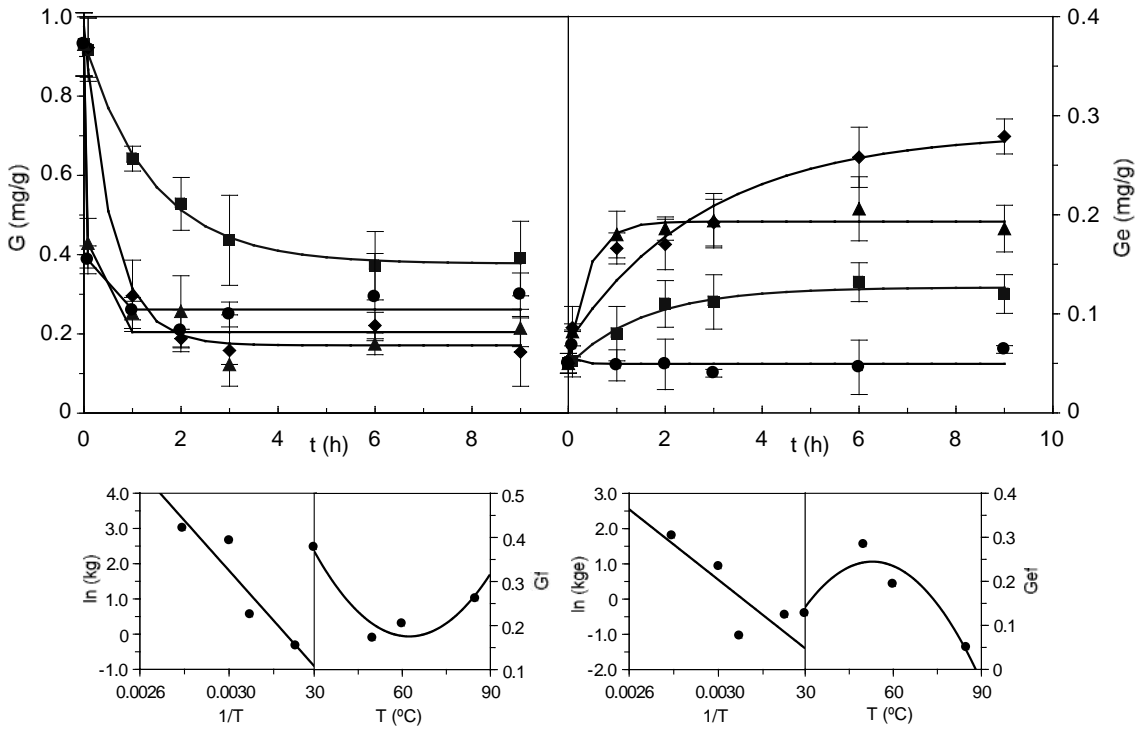 1.0
0.8
0.6
0.4
0.2
0
G (mg/g)
0 2 4 6 8
t (h)
0.4
0.3
0.2
0.1
0
Ge (mg/g)
0 2 4 6 8 10
t (h)
4.0
3.0
2.0
1.0
0
-1.0
ln (kg)
0.0026 0.0030
1/T
0.5
0.4
0.3
0.2
0.1
Gf
30 60 90
T (ºC)
3.0
2.0
1.0
0
-1.0
-2.0
ln (kge)
0.0026 0.0030
1/T
0.4
0.3
0.2
0.1
0
Gef
30 60 90
T (ºC)